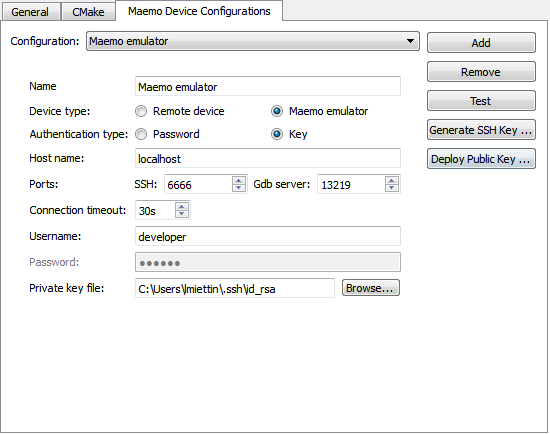 General CMake Maemo Device Configurations
Configuration: Maemo emulator Add
Remove
Name Maemo emulator
Test
Device type: Remote device Maemo emulator
Authentication type: Password Key Generate SSH Key ...
Host name: localhost Deploy Public Key ...
Ports: SSH: 6666 Gdb server: 13219
Connection timeout: 30s
Username: developer
Password: ●●●●●●
Private key file: C:\Users\lmiettin\.ssh\id_rsa Browse...